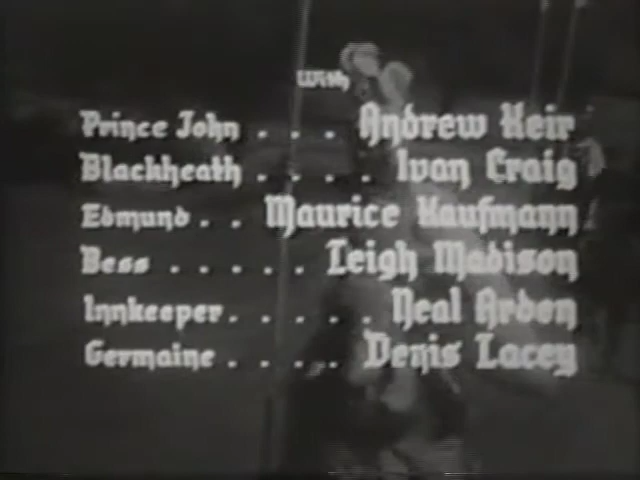 With
Prince John . . . Andrew Keir
Blackheath . . . . Ivan Craig
Edmund . . Maurice Kaufmann
Bess . . . . . Leigh Madison
Innkeeper . . . . . Neal Arden
Germaine . . . . Denis Lacey